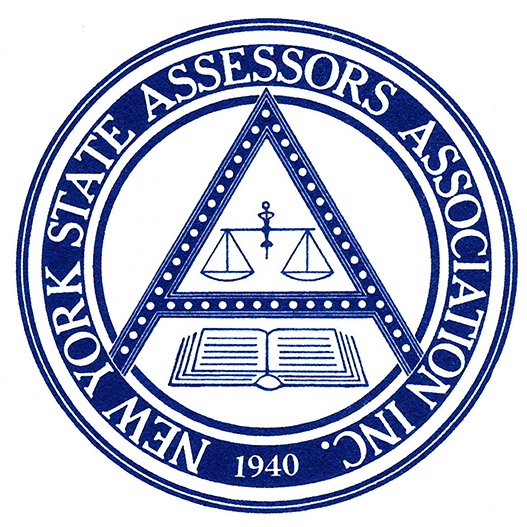 NEW YORK STATE ASSESSORS ASSOCIATION INC.
1940